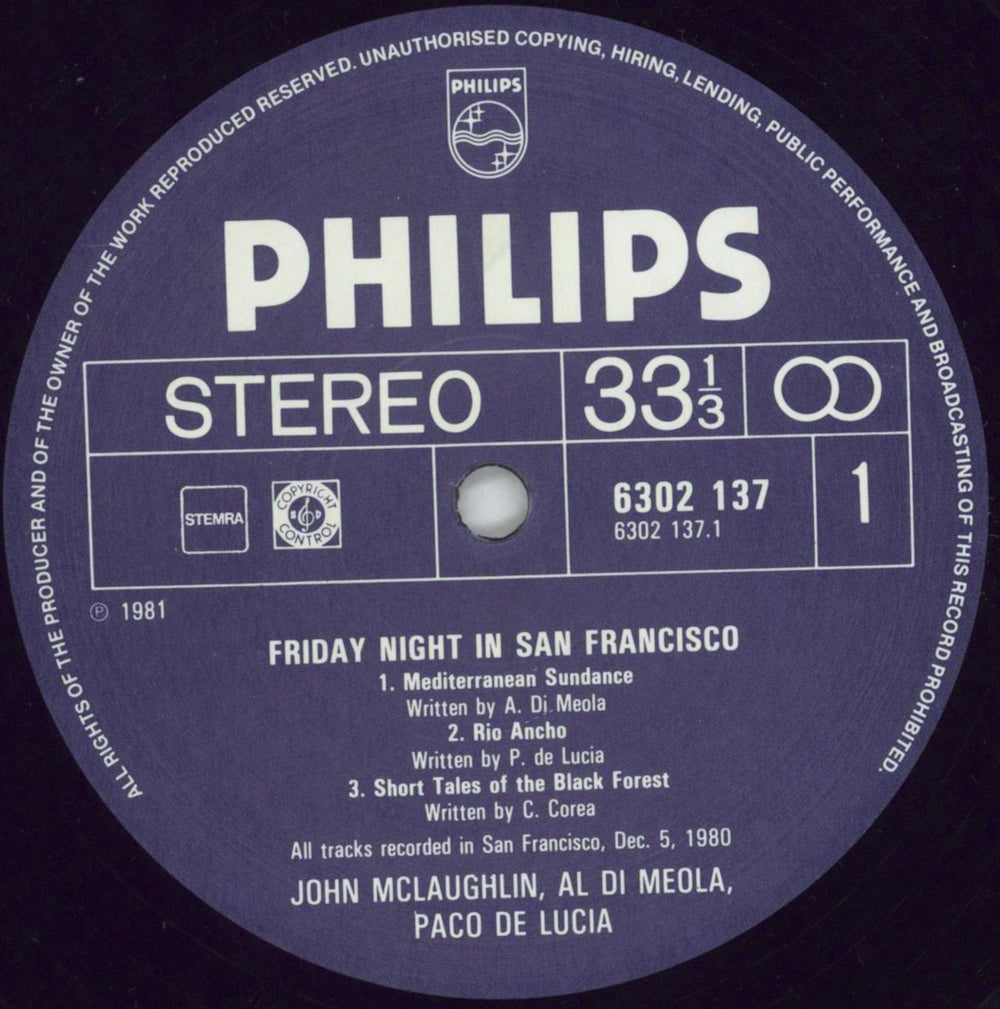 ALL RIGHTS OF THE PRODUCER AND OF THE OWNER OF THE WORK REPRODUCED RESERVED. UNAUTHORISED COPYING, HIRING, LENDING, PUBLIC PERFORMANCE AND BROADCASTING OF THIS RECORD PROHIBITED.
PHILIPS
PHILIPS
STEREO
33 1/3
STEMRA
COPYRIGHT
CONTROL
6302 137
6302 137.1
1
Ⓟ 1981
FRIDAY NIGHT IN SAN FRANCISCO
1. Mediterranean Sundance
Written by A. Di Meola
2. Rio Ancho
Written by P. de Lucia
3. Short Tales of the Black Forest
Written by C. Corea
All tracks recorded in San Francisco, Dec. 5, 1980
JOHN MCLAUGHLIN, AL DI MEOLA,
PACO DE LUCIA